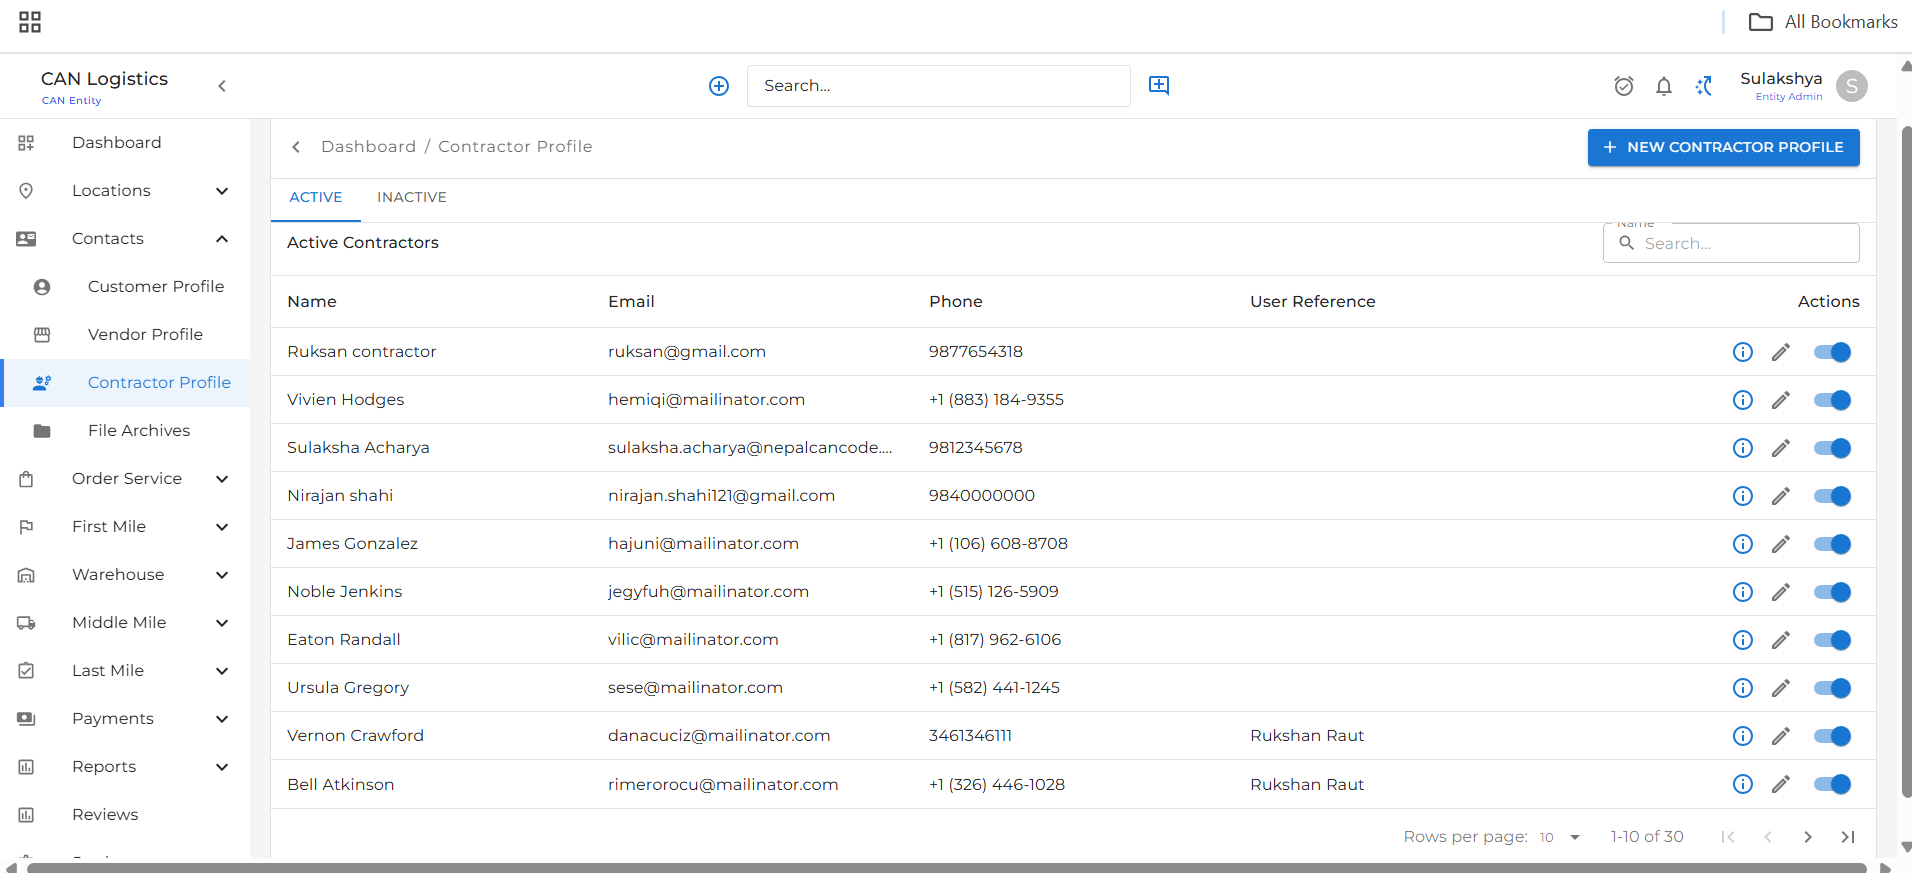 All Bookmarks
CAN Logistics
CAN Entity
Search...
Sulakshya
Entity Admin
S
Dashboard
Locations
Contacts
Customer Profile
Vendor Profile
Contractor Profile
File Archives
Order Service
First Mile
Warehouse
Middle Mile
Last Mile
Payments
Reports
Reviews
Dashboard / Contractor Profile
+ NEW CONTRACTOR PROFILE
ACTIVE INACTIVE
Active Contractors
Name
Search...
Name Email Phone User Reference Actions
Ruksan contractor ruksan@gmail.com 9877654318
Vivien Hodges hemiqi@mailinator.com +1 (883) 184-9355
Sulaksha Acharya sulaksha.acharya@nepalcancode.... 9812345678
Nirajan shahi nirajan.shahi121@gmail.com 9840000000
James Gonzalez hajuni@mailinator.com +1 (106) 608-8708
Noble Jenkins jegyfuh@mailinator.com +1 (515) 126-5909
Eaton Randall vilic@mailinator.com +1 (817) 962-6106
Ursula Gregory sese@mailinator.com +1 (582) 441-1245
Vernon Crawford danacuciz@mailinator.com 3461346111 Rukshan Raut
Bell Atkinson rimerorocu@mailinator.com +1 (326) 446-1028 Rukshan Raut
Rows per page: 10 1-10 of 30